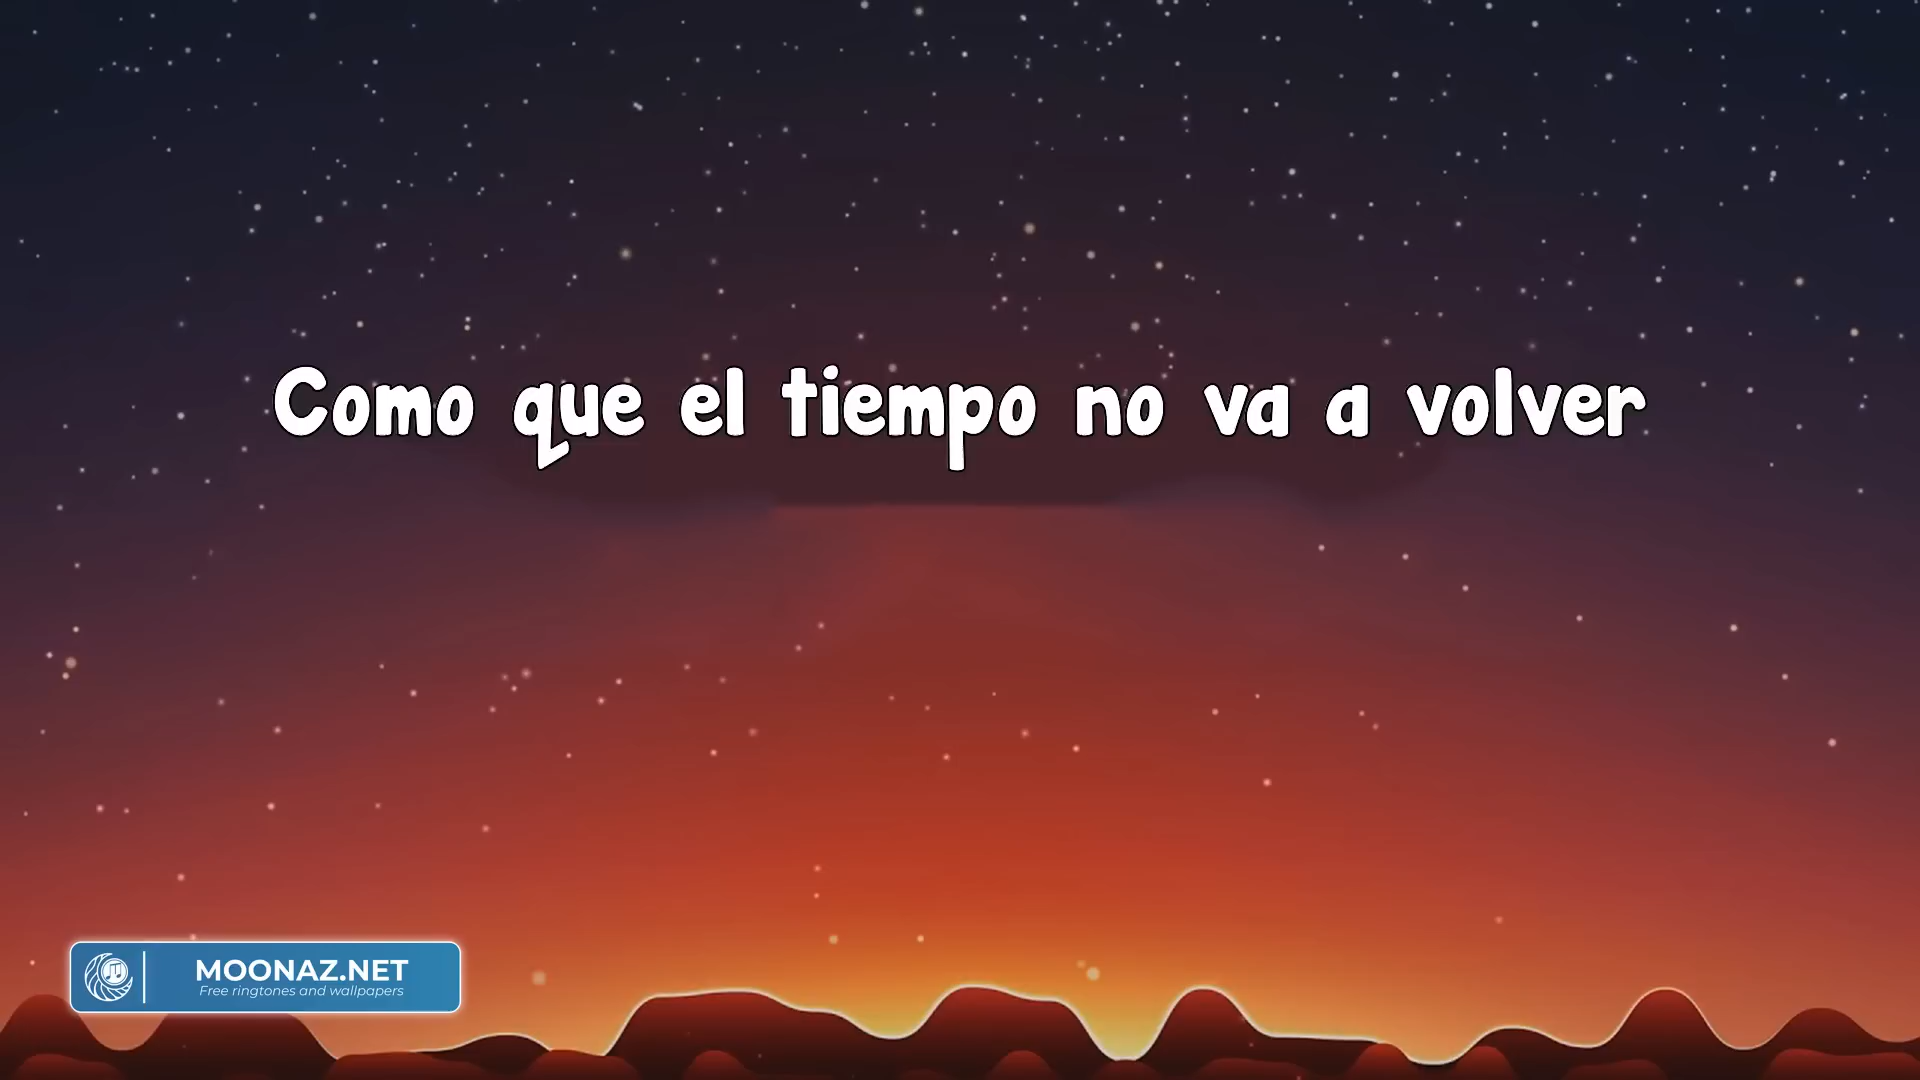 Como que el tiempo no va a volver
MOONAZ.NET
Free ringtones and wallpapers